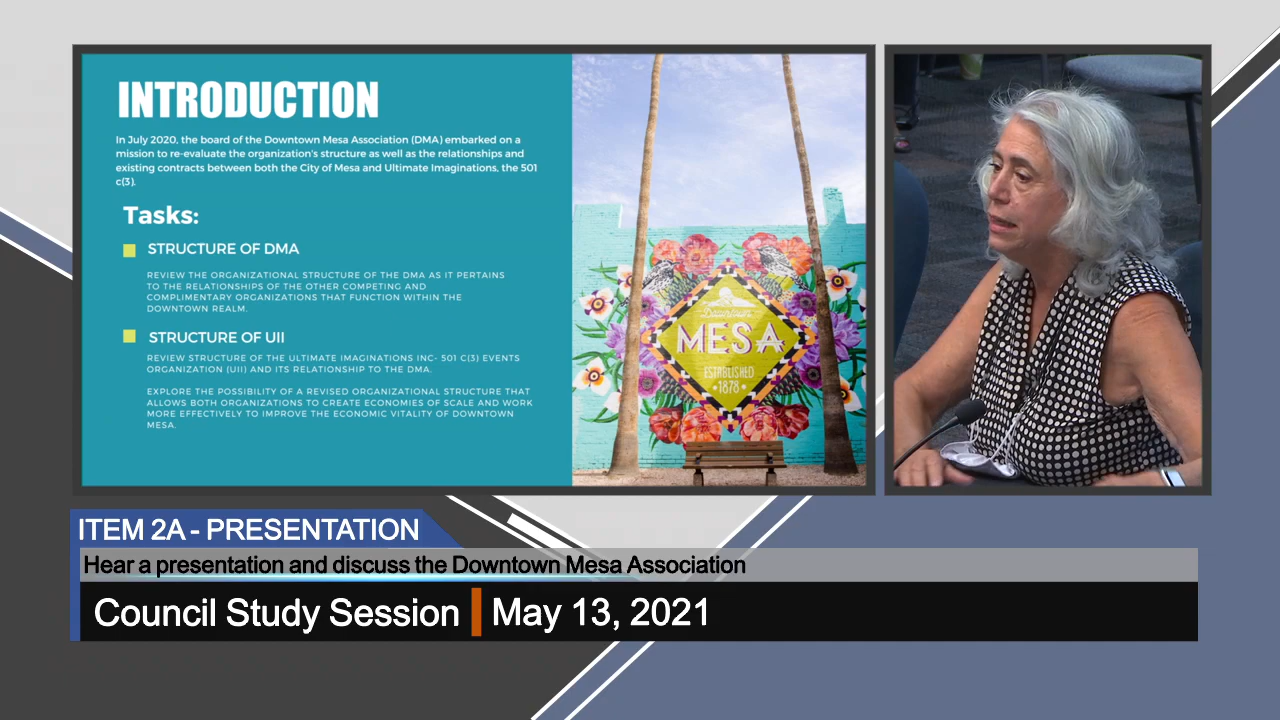 INTRODUCTION
In July 2020, the board of the Downtown Mesa Association (DMA) embarked on a
mission to re-evaluate the organization's structure as well as the relationships and
existing contracts between both the City of Mesa and Ultimate Imaginations, the 501
c(3).
Tasks:
STRUCTURE OF DMA
REVIEW THE ORGANIZATIONAL STRUCTURE OF THE DMA AS IT PERTAINS
TO THE RELATIONSHIPS OF THE OTHER COMPETING AND
COMPLIMENTARY ORGANIZATIONS THAT FUNCTION WITHIN THE
DOWNTOWN REALM.
STRUCTURE OF UII
REVIEW STRUCTURE OF THE ULTIMATE IMAGINATIONS INC- 501 C(3) EVENTS
ORGANIZATION (UII) AND ITS RELATIONSHIP TO THE DMA.
EXPLORE THE POSSIBILITY OF A REVISED ORGANIZATIONAL STRUCTURE THAT
ALLOWS BOTH ORGANIZATIONS TO CREATE ECONOMIES OF SCALE AND WORK
MORE EFFECTIVELY TO IMPROVE THE ECONOMIC VITALITY OF DOWNTOWN
MESA.
Downtown
MESA
ESTABLISHED
•1878•
ITEM 2A - PRESENTATION
Hear a presentation and discuss the Downtown Mesa Association
Council Study Session
May 13, 2021